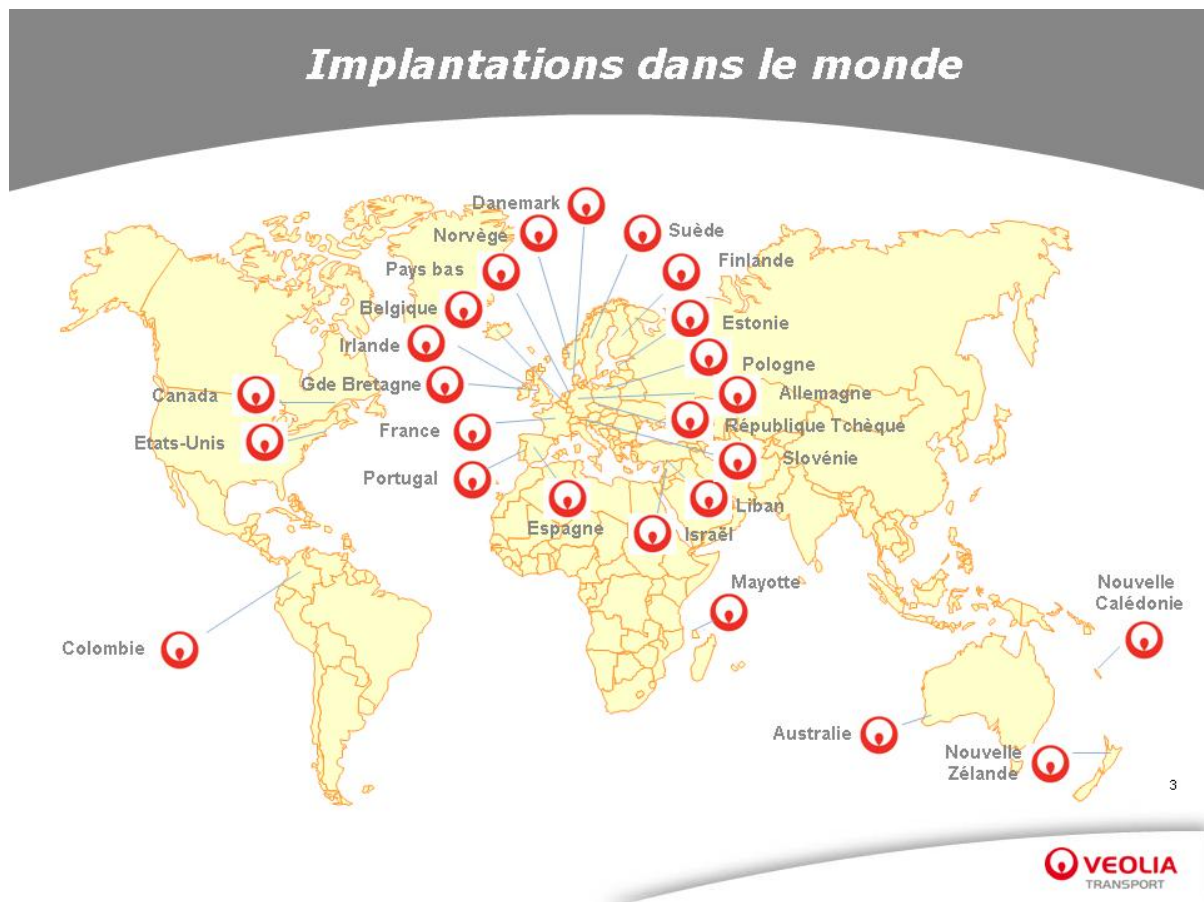 Implantations dans le monde
Danemark
Norvège
Suède
Pays bas
Finlande
Belgique
Estonie
Irlande
Pologne
Gde Bretagne
Allemagne
Canada
République Tchèque
France
Etats-Unis
Slovénie
Portugal
Liban
Espagne
Israël
Mayotte
Nouvelle
Calédonie
Colombie
Australie
Nouvelle
Zélande
3
VEOLIA
TRANSPORT